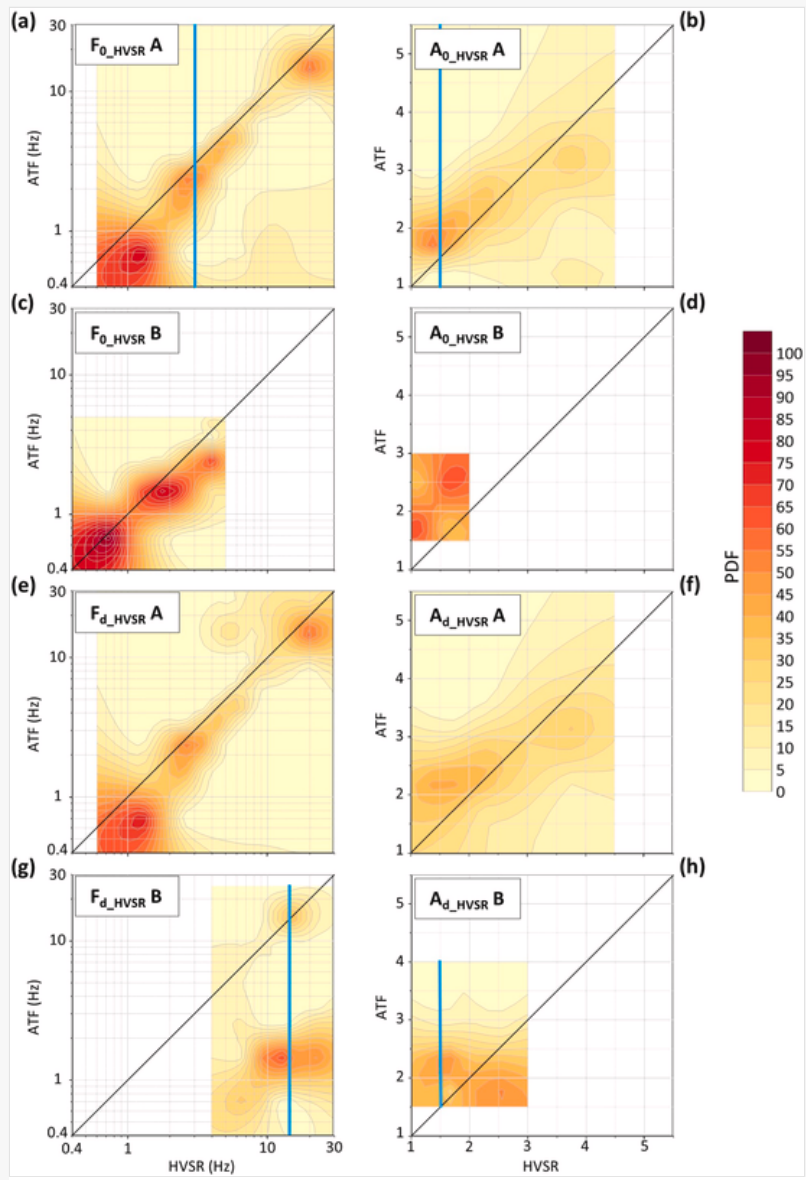 (a) F0_HVSR A
30
10
1
0.4
ATF (Hz)
A0_HVSR A (b)
5
4
3
2
1
ATF
(c) F0_HVSR B
30
10
1
0.4
ATF (Hz)
A0_HVSR B (d)
5
4
3
2
1
ATF
(e) Fd_HVSR A
30
10
1
0.4
ATF (Hz)
Ad_HVSR A (f)
5
4
3
2
1
ATF
(g) Fd_HVSR B
30
10
1
0.4
ATF (Hz)
0.4 1 10 30
HVSR (Hz)
Ad_HVSR B (h)
5
4
3
2
1
ATF
1 2 3 4 5
HVSR
PDF
100
95
90
85
80
75
70
65
60
55
50
45
40
35
30
25
20
15
10
5
0